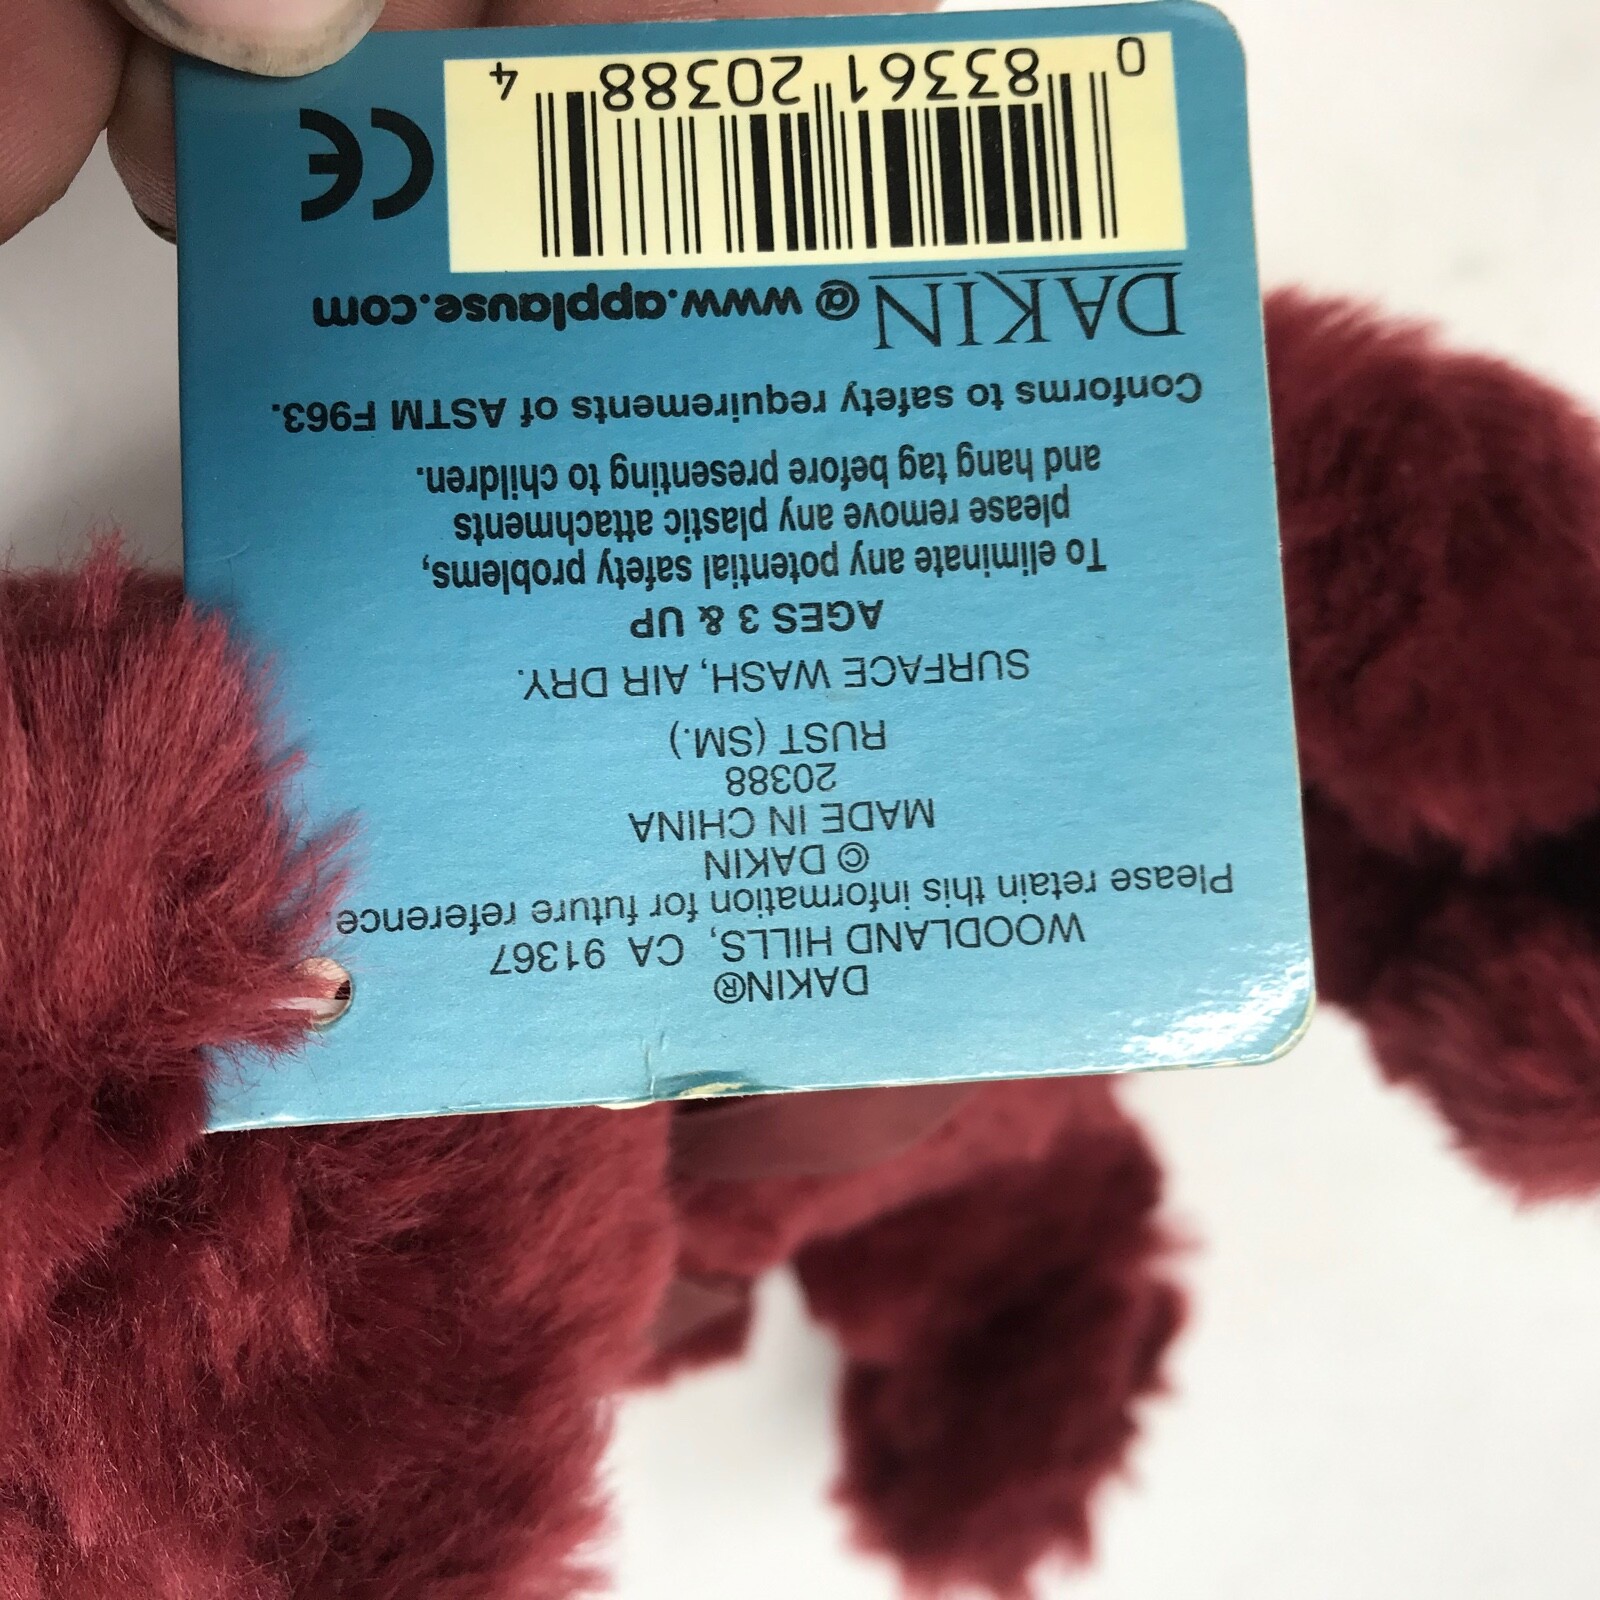 DAKIN®
WOODLAND HILLS, CA 91367
Please retain this information for future reference.
© DAKIN
MADE IN CHINA
20388
RUST (SM.)
SURFACE WASH, AIR DRY.
AGES 3 & UP
To eliminate any potential safety problems,
please remove any plastic attachments
and hang tag before presenting to children.
Conforms to safety requirements of ASTM F963.
DAKIN @ www.applause.com
0 83361 20388 4
CE